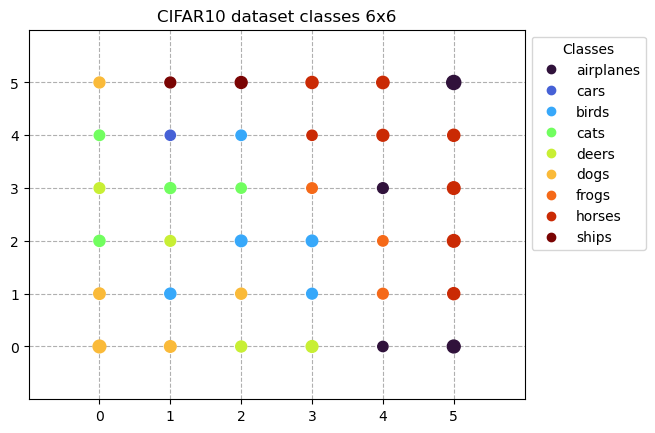 CIFAR10 dataset classes 6x6
Classes
airplanes
cars
birds
cats
deers
dogs
frogs
horses
ships
5
4
3
2
1
0
0 1 2 3 4 5